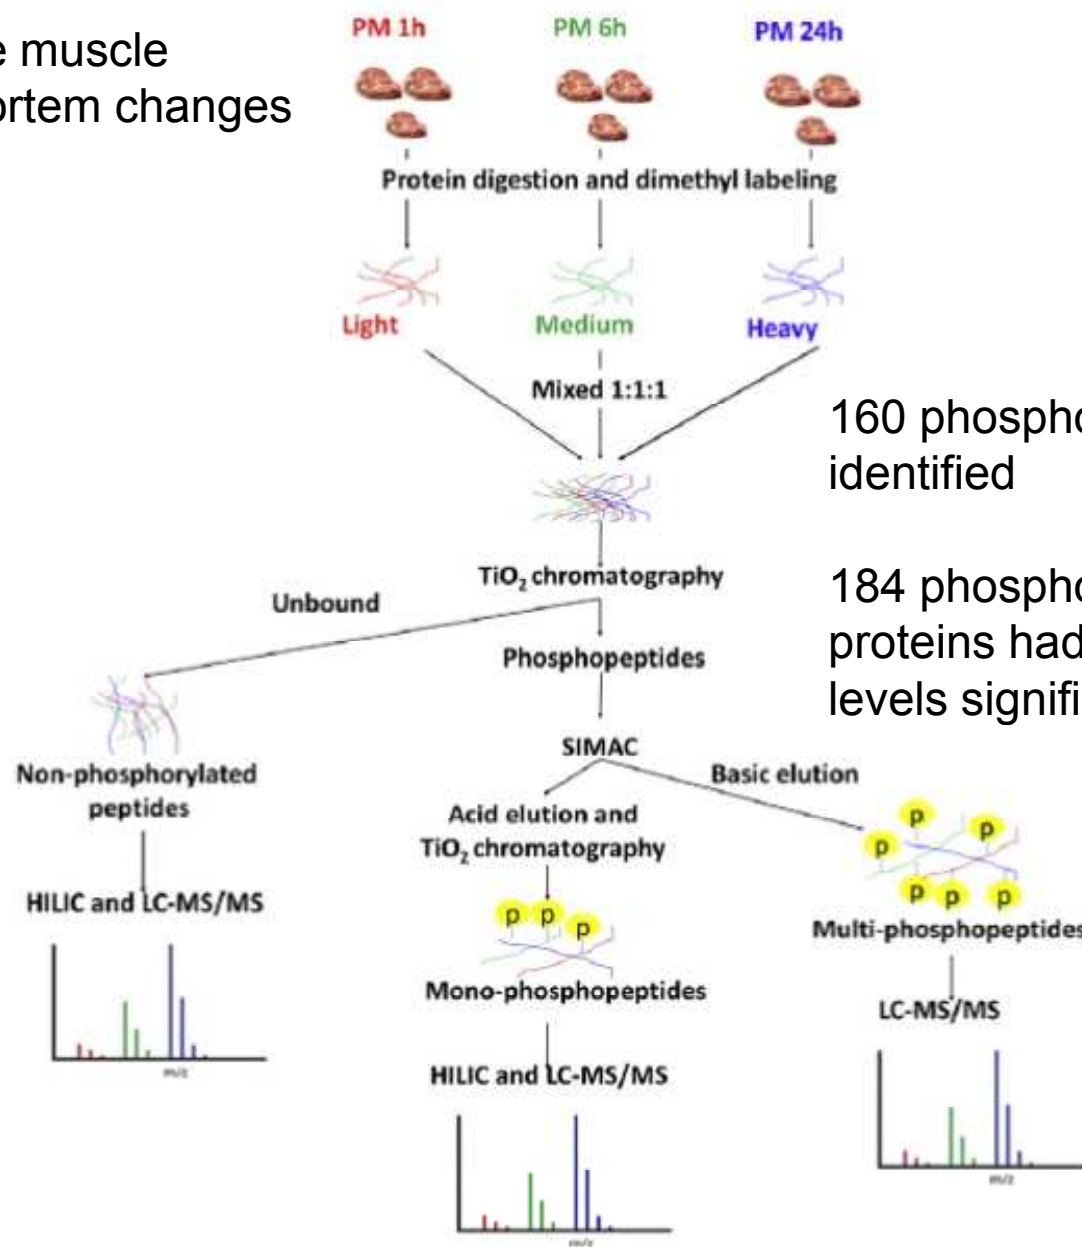 e muscle
ortem changes
PM 1h
PM 6h
PM 24h
Protein digestion and dimethyl labeling
Light
Medium
Heavy
Mixed 1:1:1
160 phospho
identified
TiO₂ chromatography
184 phospho
proteins had
levels signifi
Unbound
Phosphopeptides
SIMAC
Non-phosphorylated
peptides
Basic elution
Acid elution and
TiO₂ chromatography
p
p
p
p
p
p
HILIC and LC-MS/MS
p p p
Multi-phosphopeptides
Mono-phosphopeptides
LC-MS/MS
m/z
HILIC and LC-MS/MS
m/z
m/z